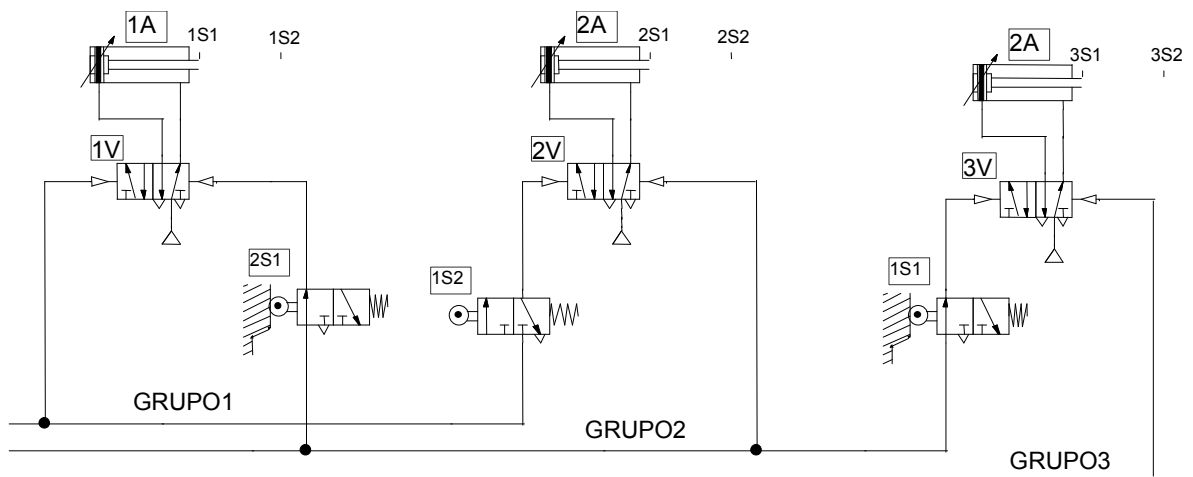 1A
1S1
1S2
2A
2S1
2S2
2A
3S1
3S2
1V
2V
3V
2S1
1S2
1S1
GRUPO1
GRUPO2
GRUPO3